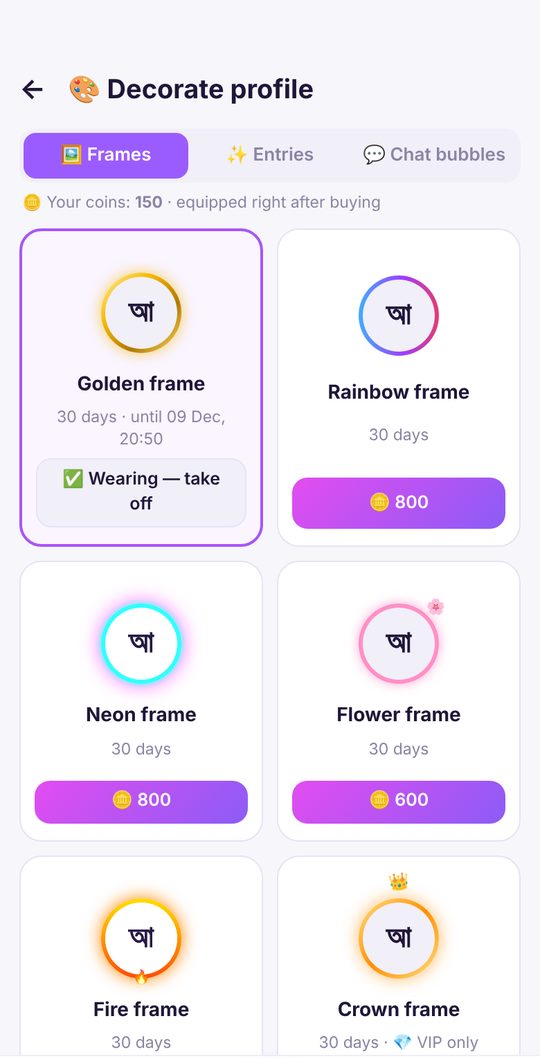 ← 🎨 Decorate profile
🖼️ Frames ✨ Entries 💬 Chat bubbles
🪙 Your coins: 150 · equipped right after buying
আ
Golden frame
30 days · until 09 Dec,
20:50
✅ Wearing — take
off
আ
Rainbow frame
30 days
🪙 800
আ
Neon frame
30 days
🪙 800
আ
Flower frame
30 days
🪙 600
আ
Fire frame
30 days
আ
Crown frame
30 days · 💎 VIP only